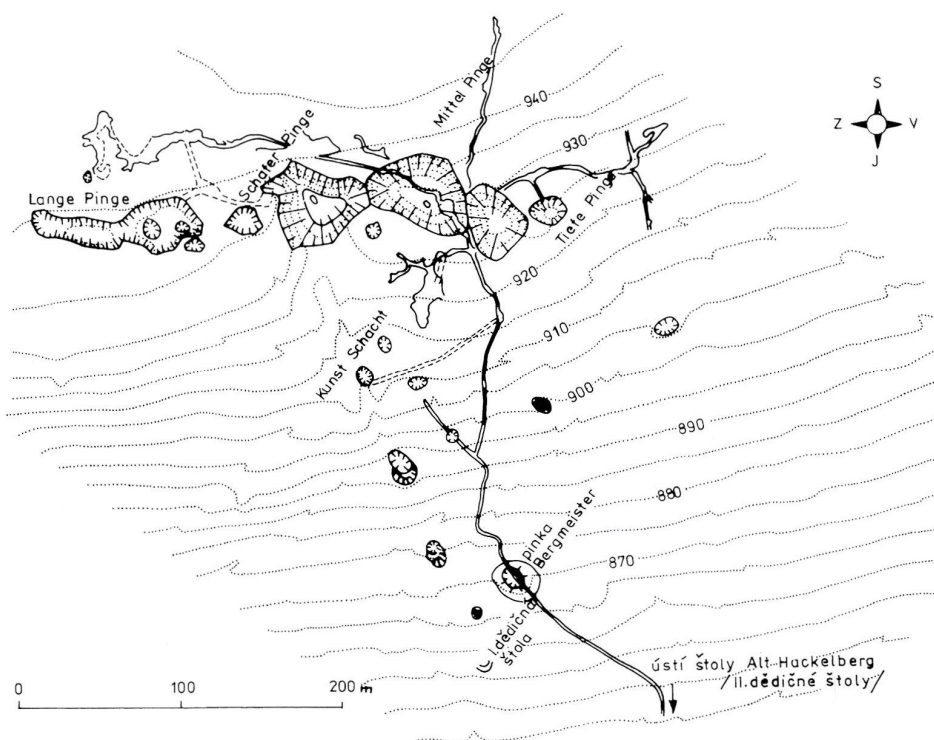 S
Z V
J
Mittel Pinge
940
930
Schafer Pinge
Lange Pinge
Tiefe Pinge
920
910
Kunst Schacht
900
890
880
870
pinka
Bergmeister
I.dědičná
štola
ústí štoly Alt Hackelberg
/II.dědičné štoly/
0 100 200 m